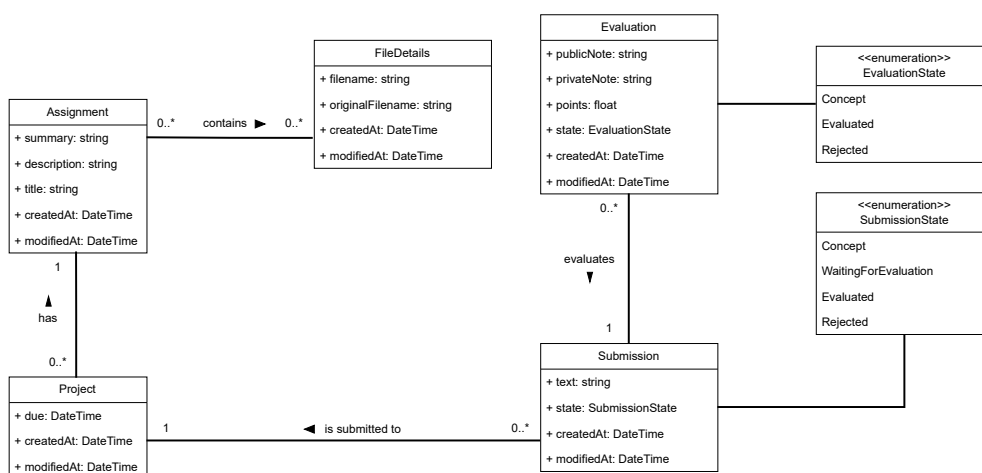 Evaluation
+ publicNote: string
+ privateNote: string
+ points: float
+ state: EvaluationState
+ createdAt: DateTime
+ modifiedAt: DateTime
0..*
FileDetails
+ filename: string
+ originalFilename: string
+ createdAt: DateTime
+ modifiedAt: DateTime
<<enumeration>>
EvaluationState
Concept
Evaluated
Rejected
Assignment
+ summary: string
+ description: string
+ title: string
+ createdAt: DateTime
+ modifiedAt: DateTime
0..*
contains
0..*
<<enumeration>>
SubmissionState
Concept
WaitingForEvaluation
Evaluated
Rejected
1
has
0..*
evaluates
1
Project
+ due: DateTime
+ createdAt: DateTime
+ modifiedAt: DateTime
1
is submitted to
0..*
Submission
+ text: string
+ state: SubmissionState
+ createdAt: DateTime
+ modifiedAt: DateTime